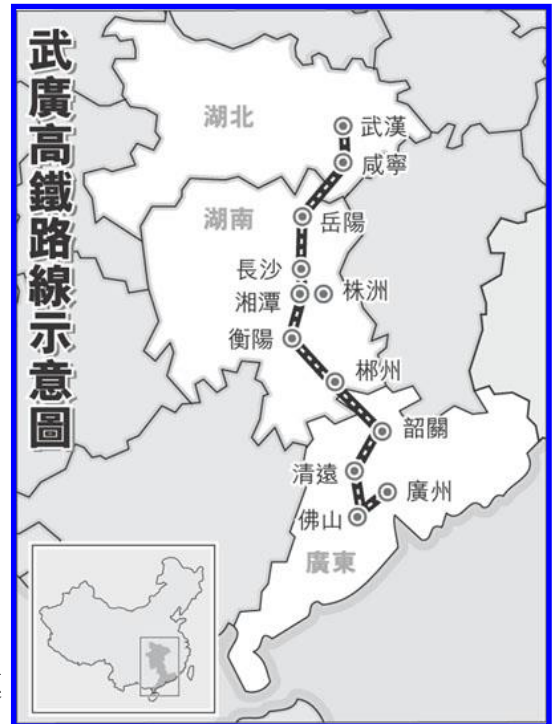 武廣高鐵路線示意圖
湖北
武漢
咸寧
湖南
岳陽
長沙
湘潭
株洲
衡陽
郴州
韶關
清遠
廣州
佛山
廣東